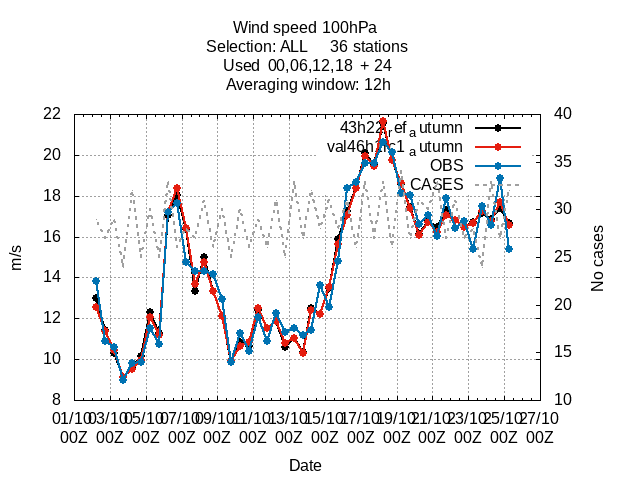 Wind speed 100hPa
Selection: ALL 36 stations
Used 00,06,12,18 + 24
Averaging window: 12h
22 40
43h22_ref_autumn
val46h1_rc1_autumn
20 35
OBS
CASES
18 30
16
m/s No cases
25
14
20
12
15
10
8 10
01/10 03/10 05/10 07/10 09/10 11/10 13/10 15/10 17/10 19/10 21/10 23/10 25/10 27/10
00Z 00Z 00Z 00Z 00Z 00Z 00Z 00Z 00Z 00Z 00Z 00Z 00Z 00Z
Date